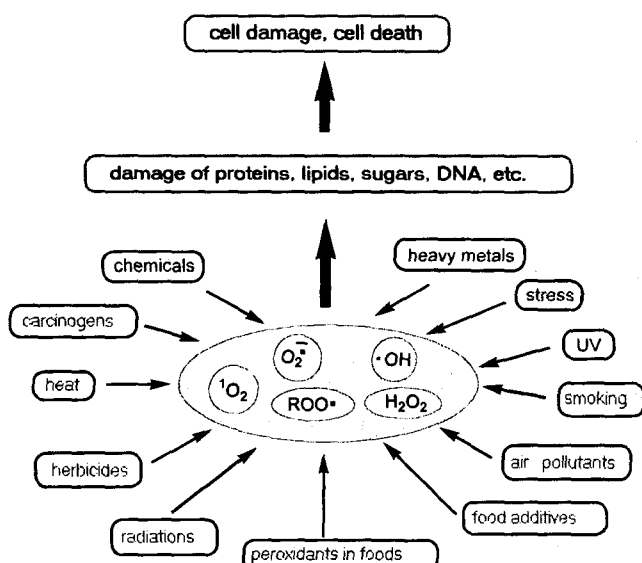 cell damage, cell death
damage of proteins, lipids, sugars, DNA, etc.
chemicals
heavy metals
stress
carcinogens
UV
heat
smoking
herbicides
air pollutants
radiations
food additives
peroxidants in foods
O₂•̄
•OH
¹O₂
ROO•
H₂O₂